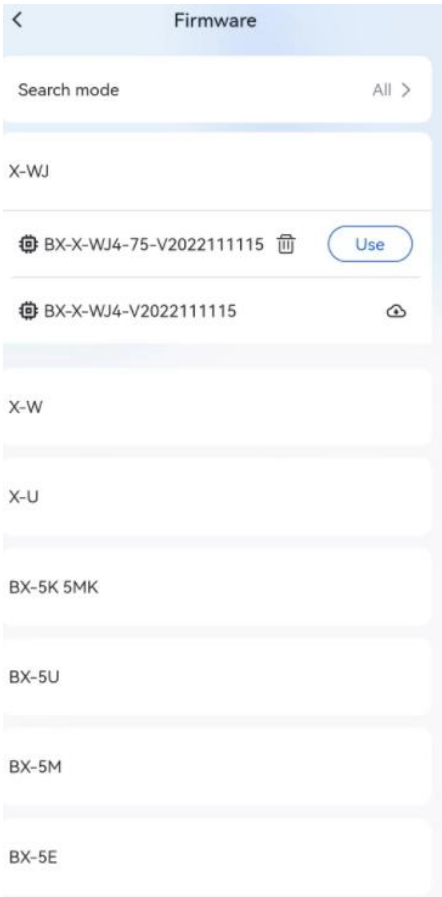 Firmware
Search mode All
X-WJ
BX-X-WJ4-75-V2022111115 Use
BX-X-WJ4-V2022111115
X-W
X-U
BX-5K 5MK
BX-5U
BX-5M
BX-5E